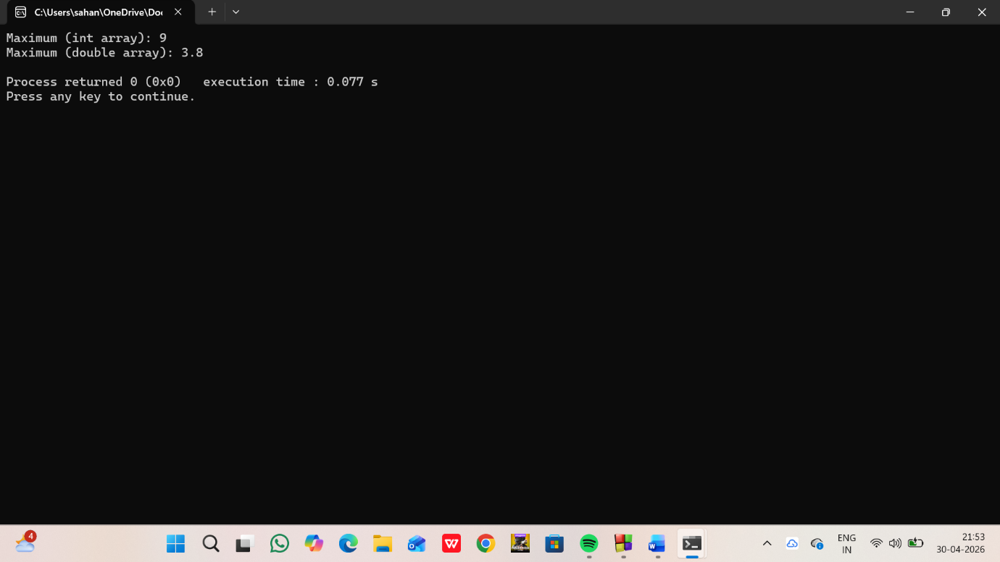 C:\Users\sahan\OneDrive\Do
Maximum (int array): 9
Maximum (double array): 3.8
Process returned 0 (0x0)   execution time : 0.077 s
Press any key to continue.
4
ENG
IN
21:53
30-04-2026